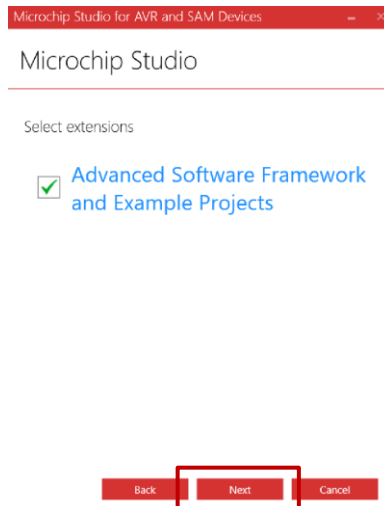 Microchip Studio for AVR and SAM Devices
Microchip Studio
Select extensions
Advanced Software Framework
and Example Projects
Back Next Cancel